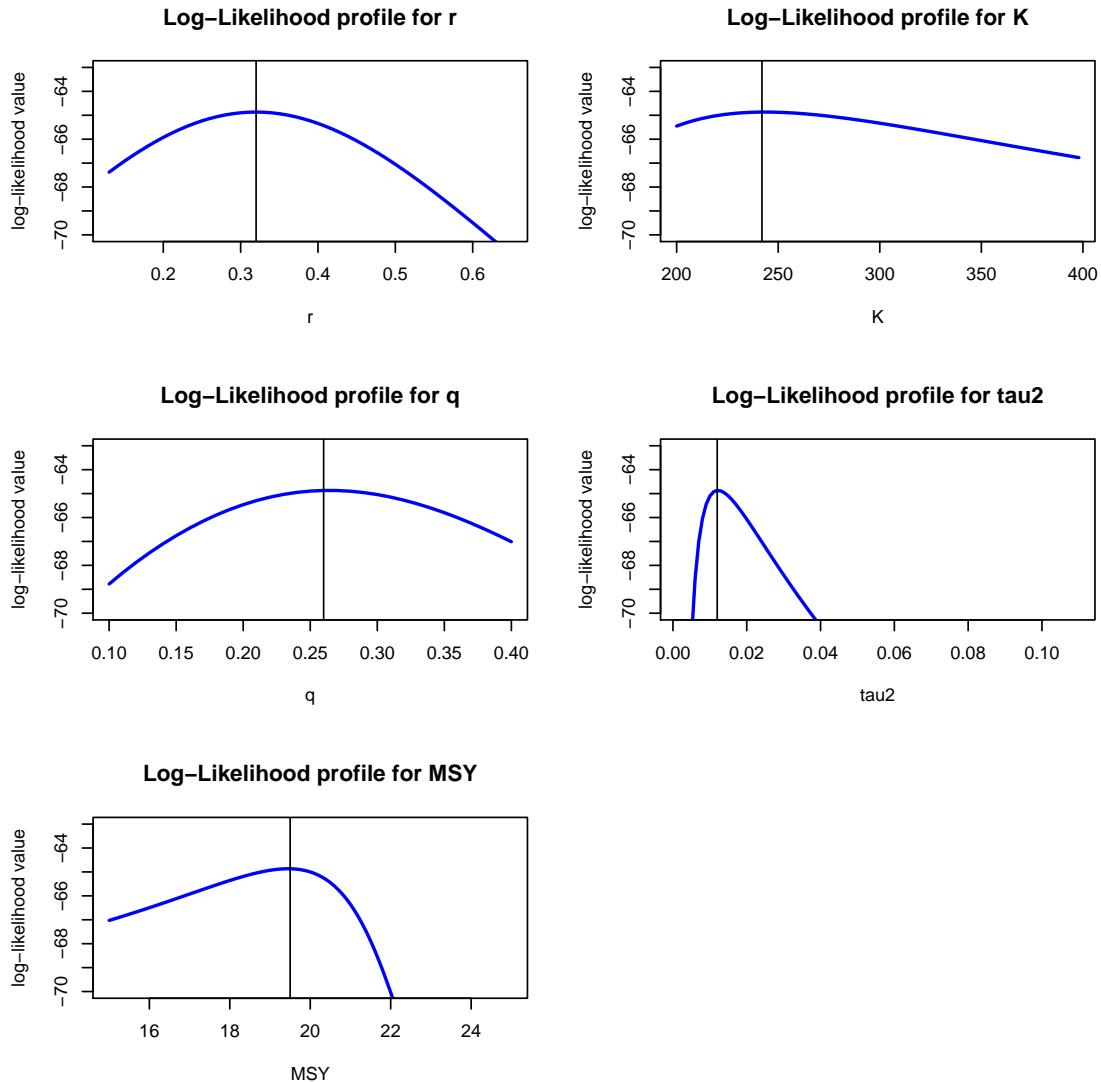 Log−Likelihood profile for r
log−likelihood value
−70 −68 −66 −64
0.2 0.3 0.4 0.5 0.6
r
Log−Likelihood profile for K
log−likelihood value
−70 −68 −66 −64
200 250 300 350 400
K
Log−Likelihood profile for q
log−likelihood value
−70 −68 −66 −64
0.10 0.15 0.20 0.25 0.30 0.35 0.40
q
Log−Likelihood profile for tau2
log−likelihood value
−70 −68 −66 −64
0.00 0.02 0.04 0.06 0.08 0.10
tau2
Log−Likelihood profile for MSY
log−likelihood value
−70 −68 −66 −64
16 18 20 22 24
MSY